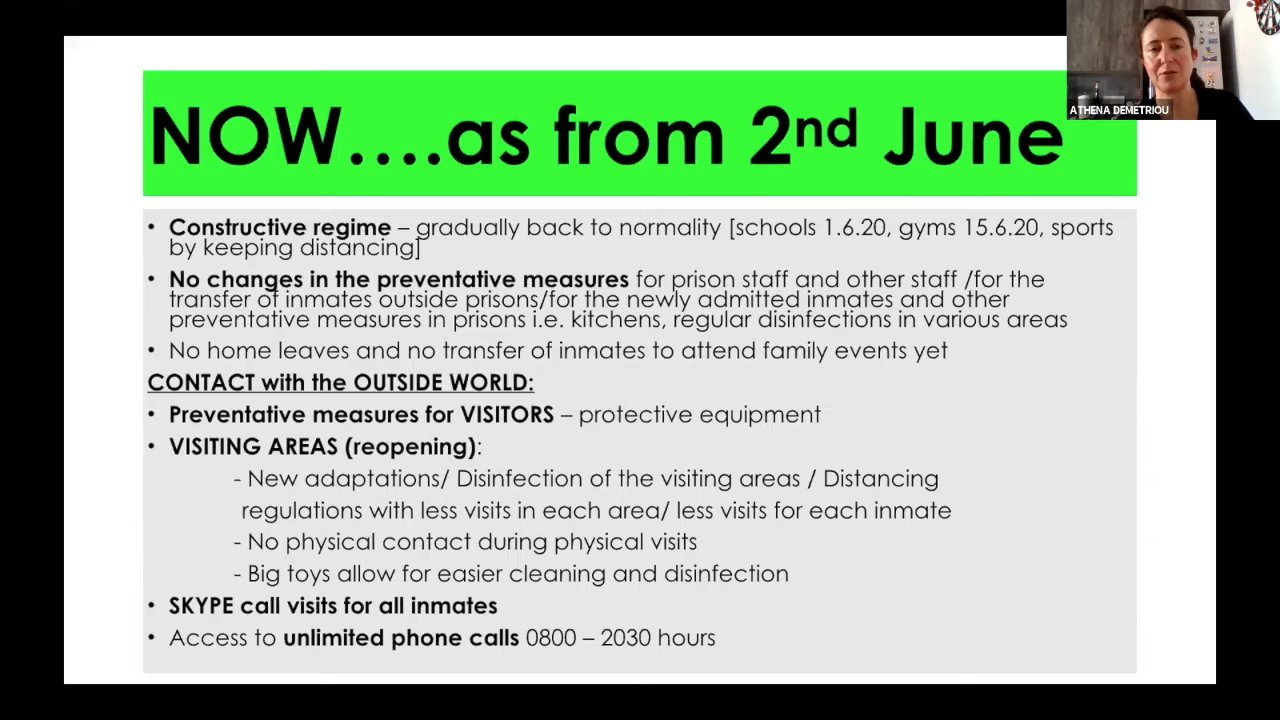 NOW....as from 2nd June
ATHENA DEMETRIOU
• Constructive regime – gradually back to normality [schools 1.6.20, gyms 15.6.20, sports
by keeping distancing]
• No changes in the preventative measures for prison staff and other staff /for the
transfer of inmates outside prisons/for the newly admitted inmates and other
preventative measures in prisons i.e. kitchens, regular disinfections in various areas
• No home leaves and no transfer of inmates to attend family events yet
CONTACT with the OUTSIDE WORLD:
• Preventative measures for VISITORS – protective equipment
• VISITING AREAS (reopening):
- New adaptations/ Disinfection of the visiting areas / Distancing
regulations with less visits in each area/ less visits for each inmate
- No physical contact during physical visits
- Big toys allow for easier cleaning and disinfection
• SKYPE call visits for all inmates
• Access to unlimited phone calls 0800 – 2030 hours